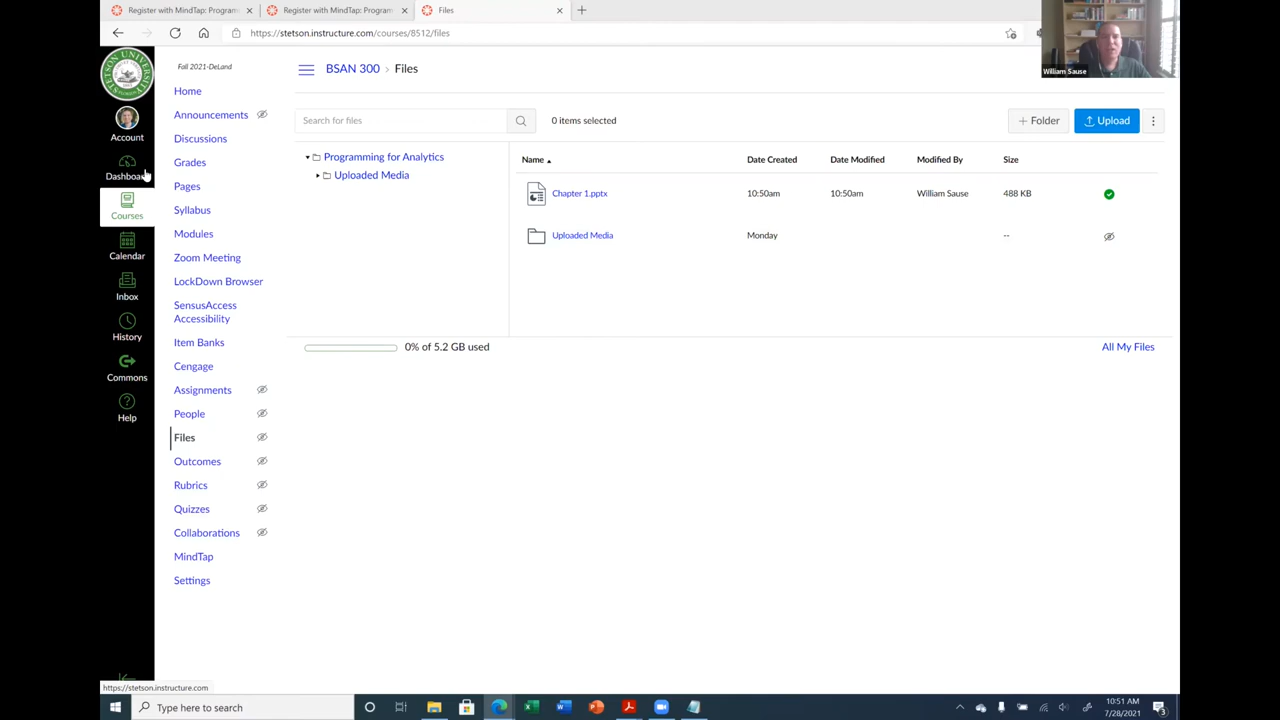 Register with MindTap: Program
Register with MindTap: Program
Files
https://stetson.instructure.com/courses/8512/files
William Sause
Account
Dashboard
Courses
Calendar
Inbox
History
Commons
Help
Fall 2021-DeLand
Home
Announcements
Discussions
Grades
Pages
Syllabus
Modules
Zoom Meeting
LockDown Browser
SensusAccess
Accessibility
Item Banks
Cengage
Assignments
People
Files
Outcomes
Rubrics
Quizzes
Collaborations
MindTap
Settings
BSAN 300 › Files
Search for files
0 items selected
+ Folder
Upload
Programming for Analytics
Uploaded Media
Name Date Created Date Modified Modified By Size
Chapter 1.pptx 10:50am 10:50am William Sause 488 KB
Uploaded Media Monday --
0% of 5.2 GB used
All My Files
https://stetson.instructure.com
Type here to search
10:51 AM
7/28/2021
3